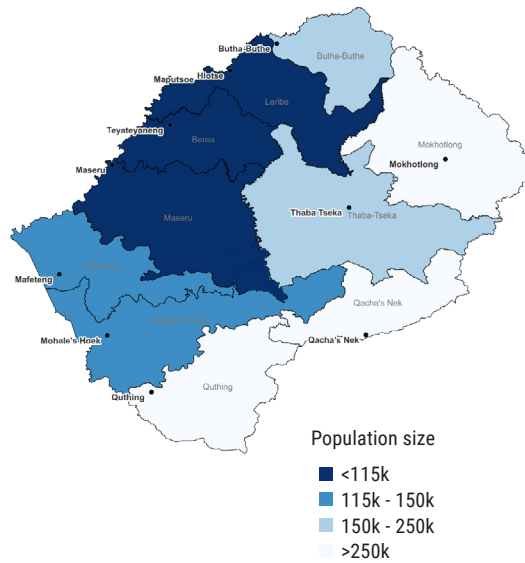 Butha-Buthe
Butha-Buthe
Maputsoe
Hlotse
Leribe
Teyateyaneng
Berea
Mokhotlong
Mokhotlong
Maseru
Thaba Tseka
Thaba-Tseka
Maseru
Mafeteng
Qacha's Nek
Mohale's Hoek
Qacha's Nek
Quthing
Quthing
Population size
<115k
115k - 150k
150k - 250k
>250k